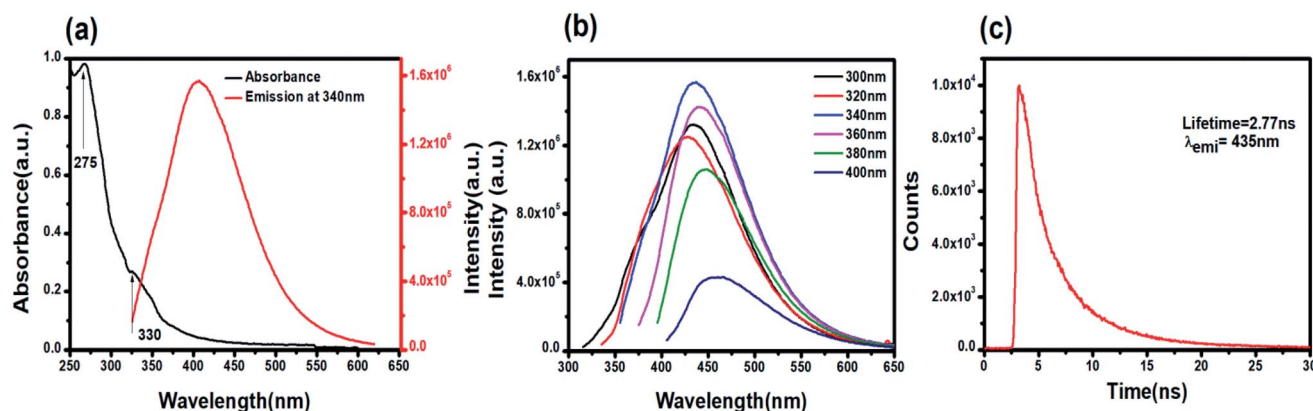 (a)
Absorbance(a.u.)
1.0
0.8
0.6
0.4
0.2
0.0
275
330
Absorbance
Emission at 340nm
1.6x10⁶
1.2x10⁶
8.0x10⁵
4.0x10⁵
0.0
Intensity(a.u.)
250 300 350 400 450 500 550 600 650
Wavelength(nm)
(b)
Intensity (a.u.)
1.6x10⁶
1.2x10⁶
8.0x10⁵
4.0x10⁵
0.0
300nm
320nm
340nm
360nm
380nm
400nm
300 350 400 450 500 550 600 650
Wavelength(nm)
(c)
Counts
1.0x10⁴
8.0x10³
6.0x10³
4.0x10³
2.0x10³
0.0
Lifetime=2.77ns
λemi= 435nm
0 5 10 15 20 25 30
Time(ns)